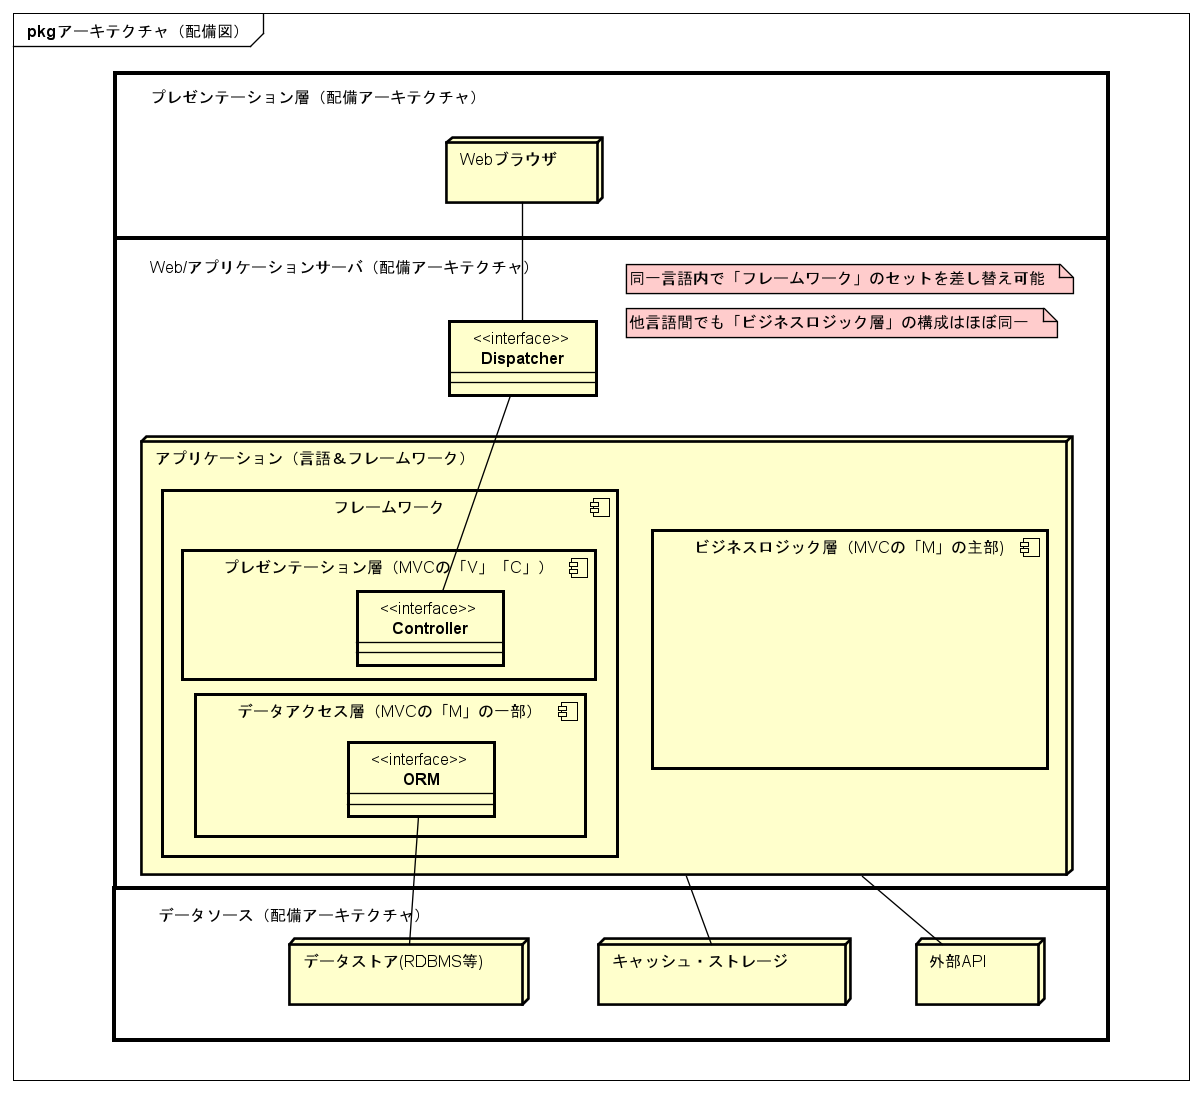 pkgアーキテクチャ（配備図）
プレゼンテーション層（配備アーキテクチャ）
Webブラウザ
Web/アプリケーションサーバ（配備アーキテクチャ）
同一言語内で「フレームワーク」のセットを差し替え可能
他言語間でも「ビジネスロジック層」の構成はほぼ同一
<<interface>>
Dispatcher
アプリケーション（言語＆フレームワーク）
フレームワーク
プレゼンテーション層（MVCの「V」「C」）
<<interface>>
Controller
データアクセス層（MVCの「M」の一部）
<<interface>>
ORM
ビジネスロジック層（MVCの「M」の主部)
データソース（配備アーキテクチャ）
データストア(RDBMS等)
キャッシュ・ストレージ
外部API